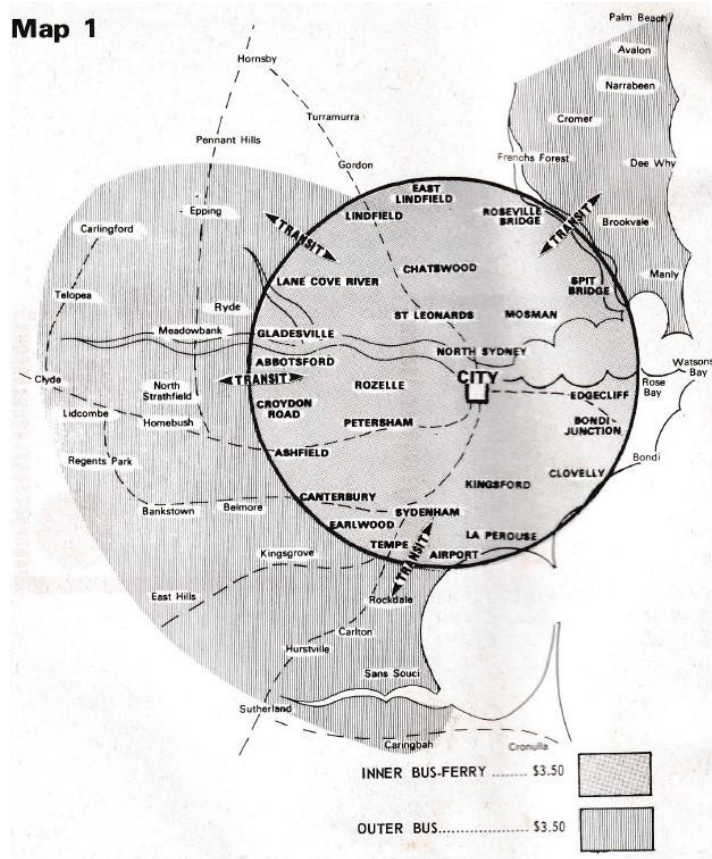 Map 1
Palm Beach
Avalon
Narrabeen
Hornsby
Cromer
Turramurra
Pennant Hills
Frenchs Forest
Dee Why
Gordon
EAST
LINDFIELD
Epping
LINDFIELD
ROSEVILLE
BRIDGE
TRANSIT
Brookvale
Carlingford
TRANSIT
CHATSWOOD
Manly
LANE COVE RIVER
SPIT
BRIDGE
Telopea
Ryde
ST LEONARDS
MOSMAN
Meadowbank
GLADESVILLE
NORTH SYDNEY
ABBOTSFORD
Watsons
Bay
Clyde
TRANSIT
CITY
Rose
Bay
North
Strathfield
ROZELLE
EDGECLIFF
Lidcombe
CROYDON
ROAD
Homebush
PETERSHAM
BONDI
JUNCTION
ASHFIELD
Bondi
Regents Park
CLOVELLY
KINGSFORD
CANTERBURY
Bankstown
Belmore
SYDENHAM
EARLWOOD
LA PEROUSE
TEMPE
AIRPORT
Kingsgrove
TRANSIT
East Hills
Rockdale
Carlton
Hurstville
Sans Souci
Sutherland
Caringbah
Cronulla
INNER BUS-FERRY ........ $3.50
OUTER BUS..................... $3.50